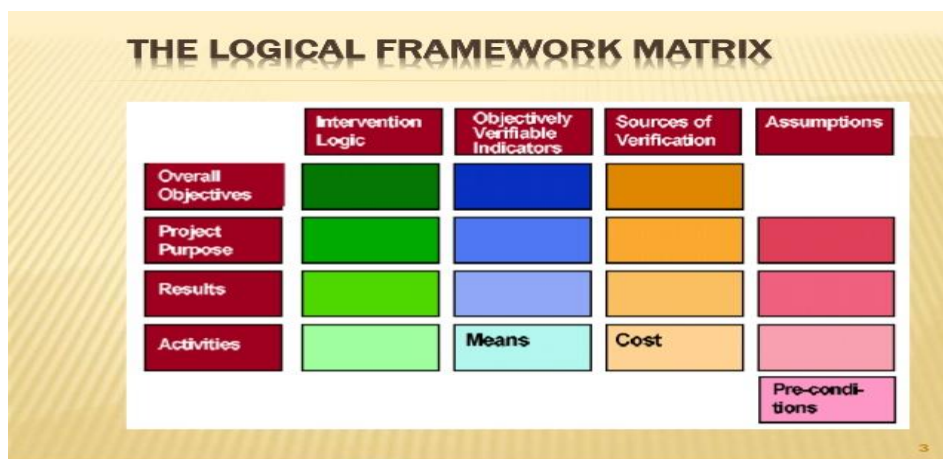 THE LOGICAL FRAMEWORK MATRIX
Intervention
Logic
Objectively
Verifiable
Indicators
Sources of
Verification
Assumptions
Overall
Objectives
Project
Purpose
Results
Activities
Means
Cost
Pre-condi-
tions
3